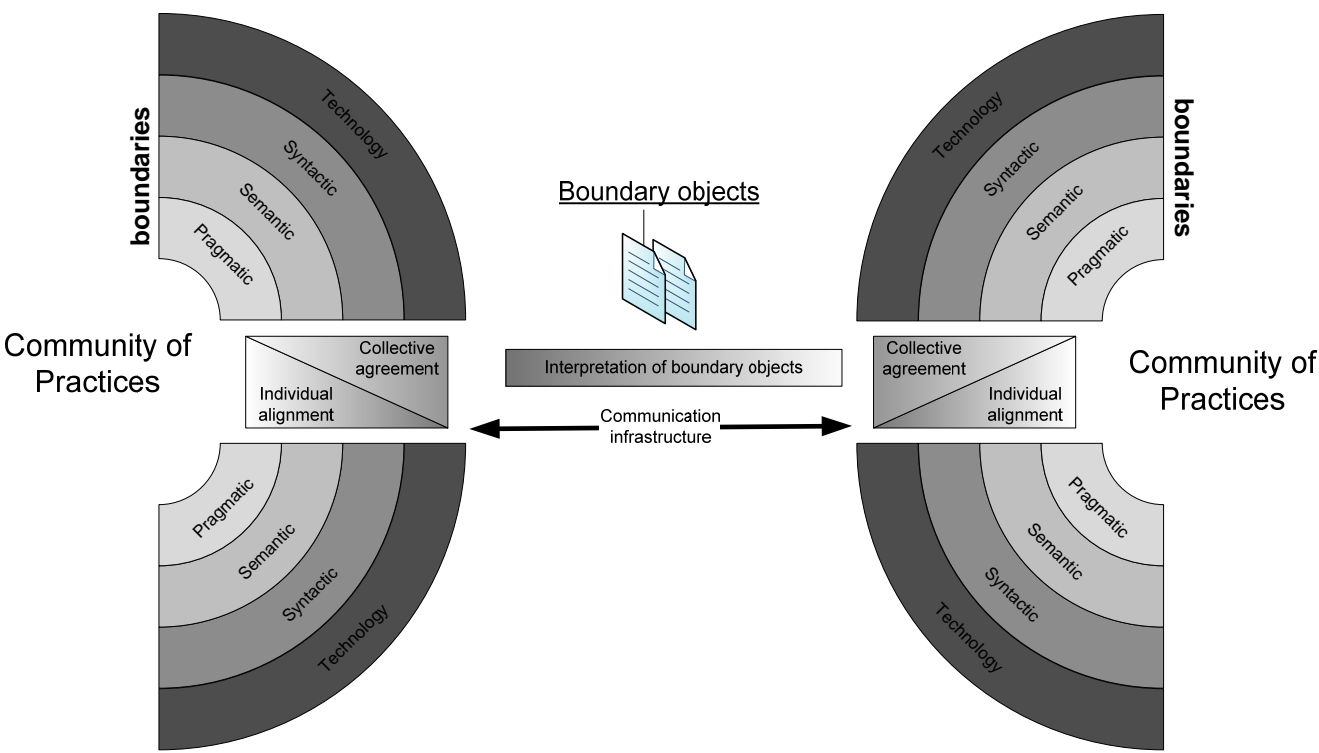 boundaries
Technology
Syntactic
Semantic
Pragmatic
Community of
Practices
Collective
agreement
Individual
alignment
Pragmatic
Semantic
Syntactic
Technology
Boundary objects
Interpretation of boundary objects
Communication
infrastructure
boundaries
Technology
Syntactic
Semantic
Pragmatic
Collective
agreement
Individual
alignment
Community of
Practices
Pragmatic
Semantic
Syntactic
Technology